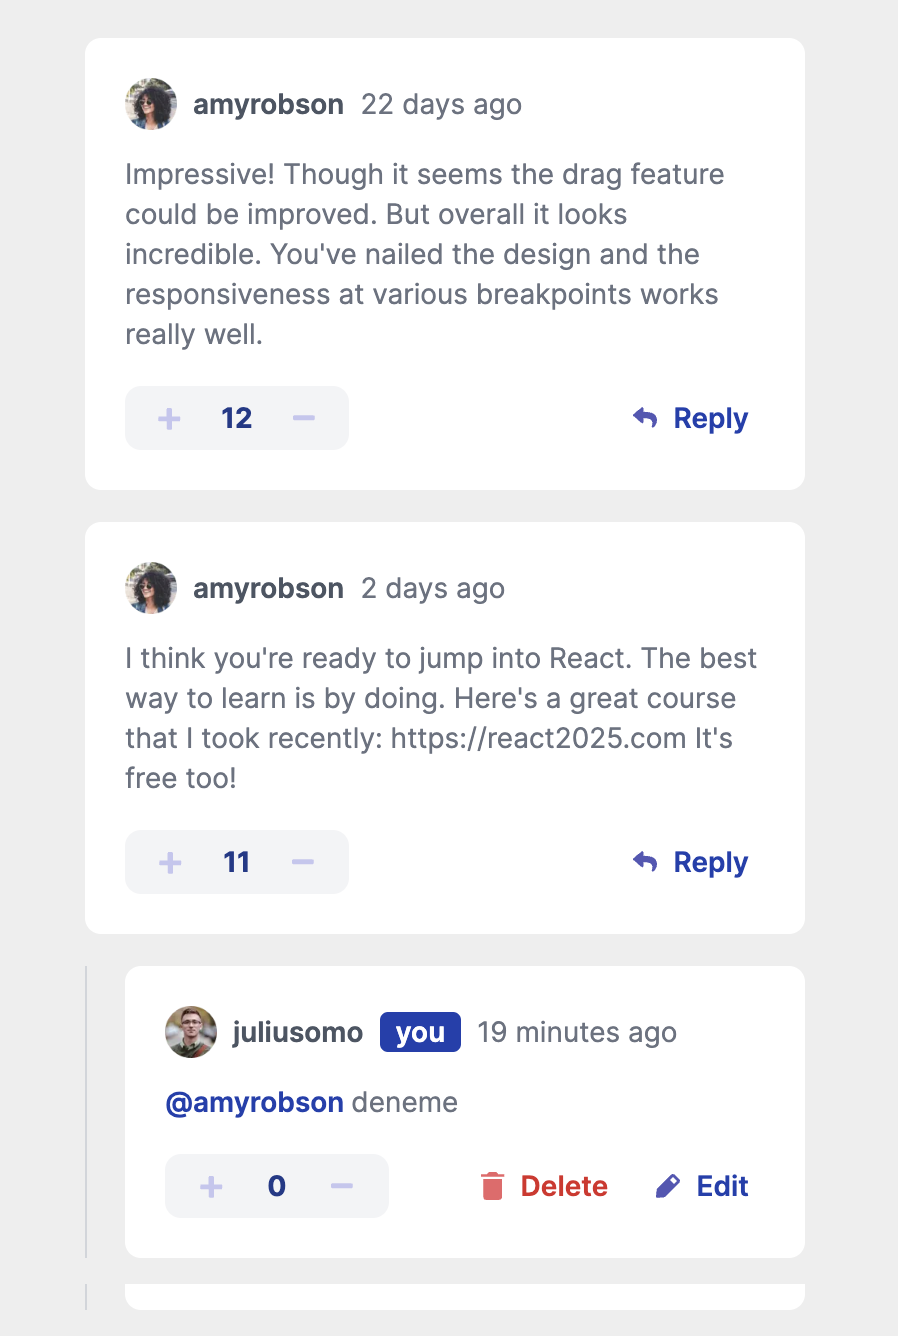 amyrobson 22 days ago
Impressive! Though it seems the drag feature
could be improved. But overall it looks
incredible. You've nailed the design and the
responsiveness at various breakpoints works
really well.
+ 12 −
Reply
amyrobson 2 days ago
I think you're ready to jump into React. The best
way to learn is by doing. Here's a great course
that I took recently: https://react2025.com It's
free too!
+ 11 −
Reply
juliusomo you 19 minutes ago
@amyrobson deneme
+ 0 −
Delete Edit